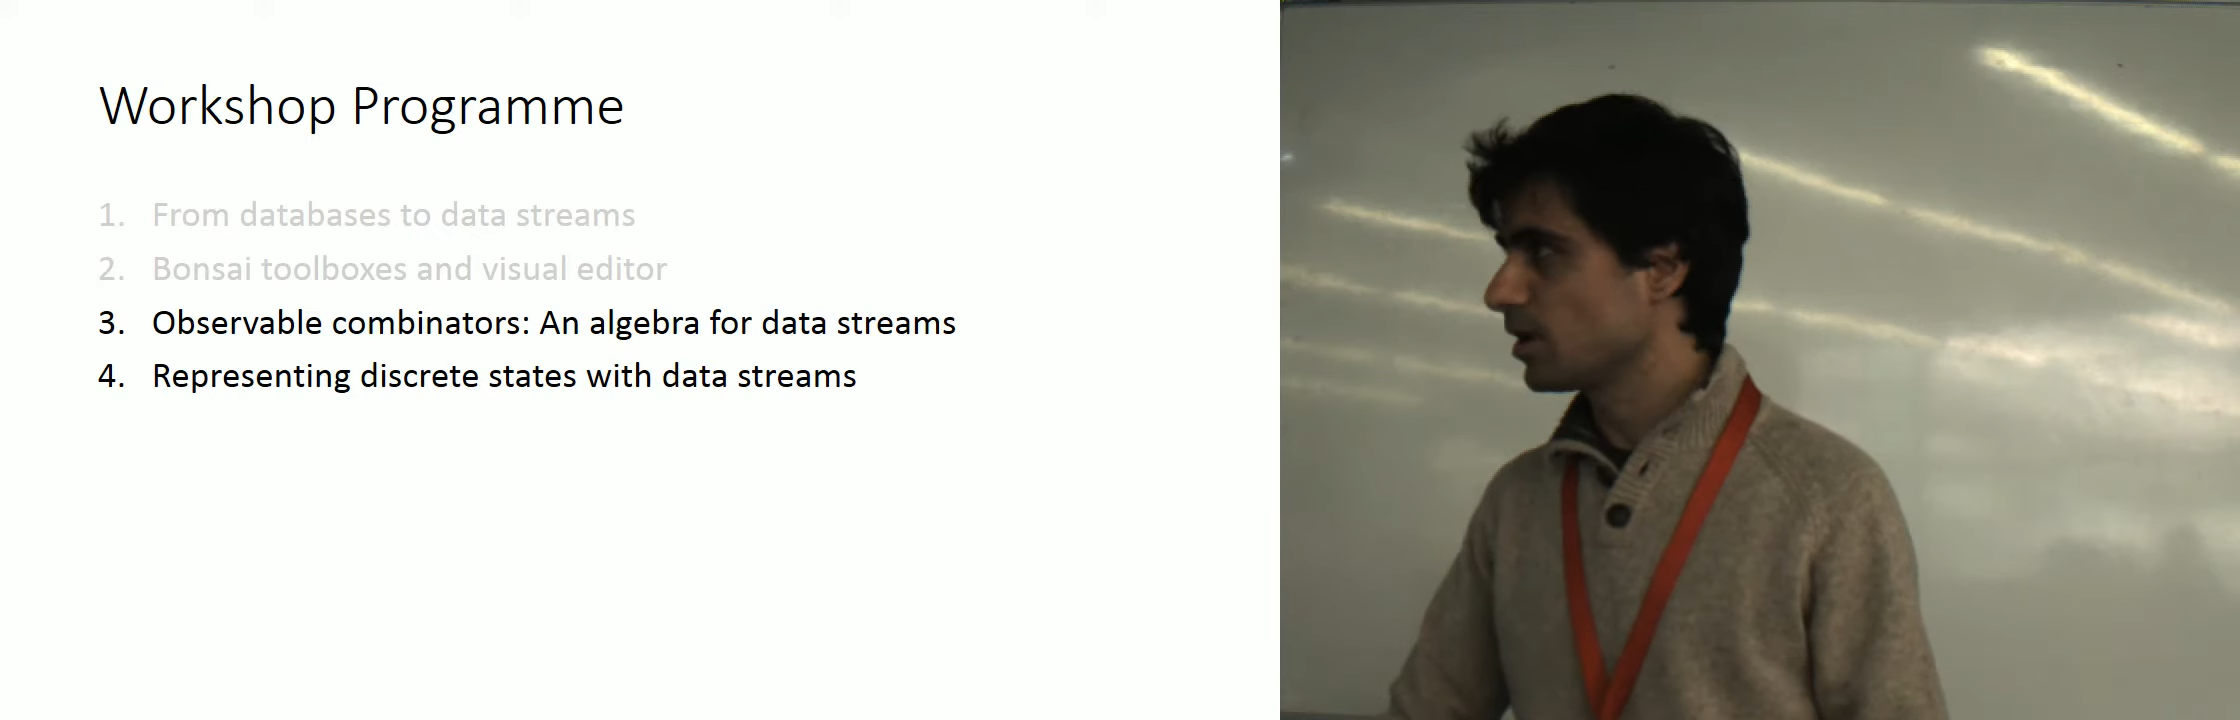 Workshop Programme
1. From databases to data streams
2. Bonsai toolboxes and visual editor
3. Observable combinators: An algebra for data streams
4. Representing discrete states with data streams